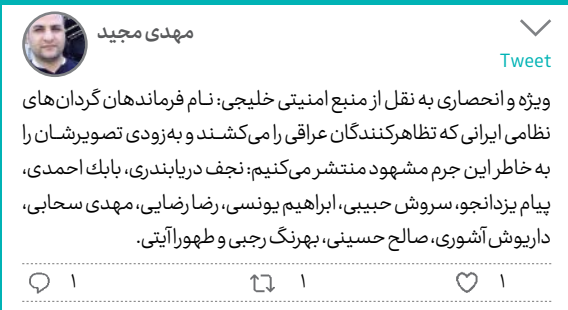 مهدی مجید
Tweet
ویژه و انحصاری به نقل از منبع امنیتی خلیجی: نـام فرماندهان گردان‌های
نظامی ایرانی که تظاهرکنندگان عراقی را می‌کشـند و به‌زودی تصویرشـان را
به خاطر این جرم مشهود منتشر می‌کنیم: نجف دریابندری، بابك احمدی،
پیام یزدانجو، سروش حبیبی، ابراهیم یونسی، رضا رضایی، مهدی سحابی،
داریوش آشوری، صالح حسینی، بهرنگ رجبی و طهورا آیتی.
۱ ۱ ۱